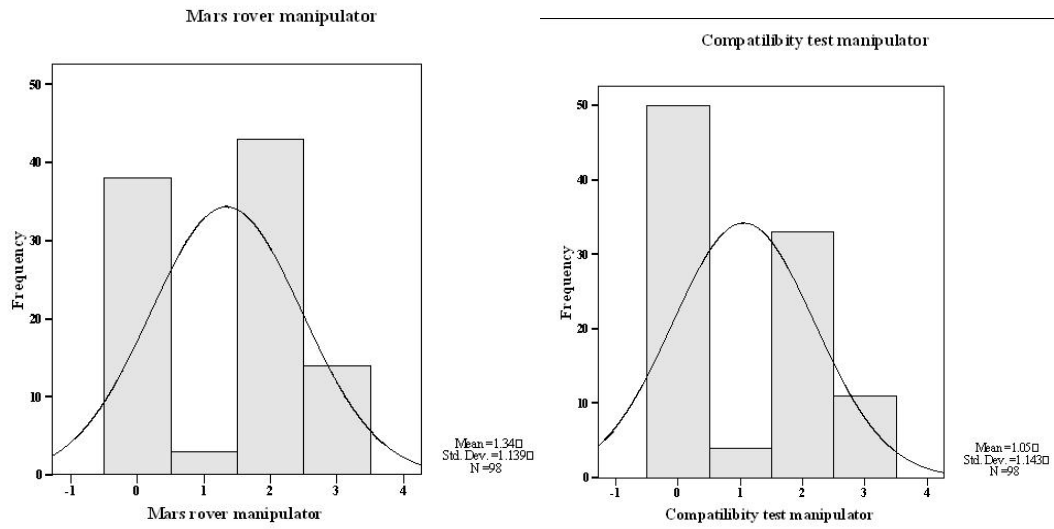 Mars rover manipulator
Frequency
50
40
30
20
10
0
-1 0 1 2 3 4
Mars rover manipulator
Mean =1.34
Std. Dev. =1.139
N =98
Compatilibity test manipulator
Frequency
50
40
30
20
10
0
-1 0 1 2 3 4
Compatilibity test manipulator
Mean =1.05
Std. Dev. =1.143
N =98